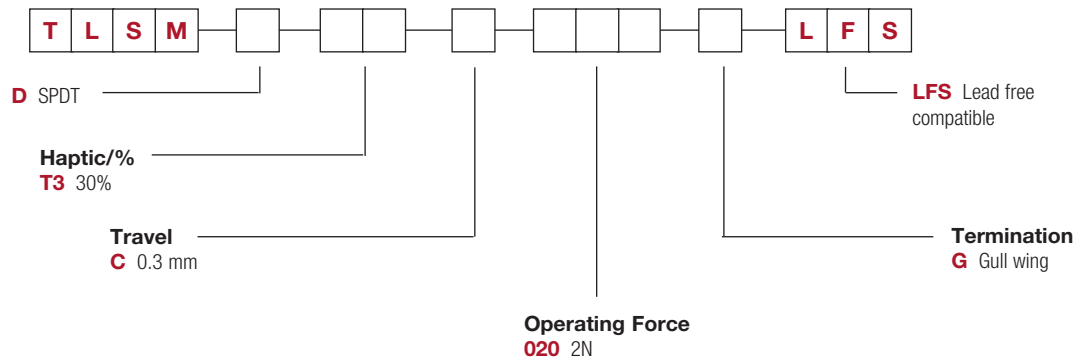 T L S M L F S
D SPDT
LFS Lead free
compatible
Haptic/%
T3 30%
Travel
C 0.3 mm
Termination
G Gull wing
Operating Force
020 2N